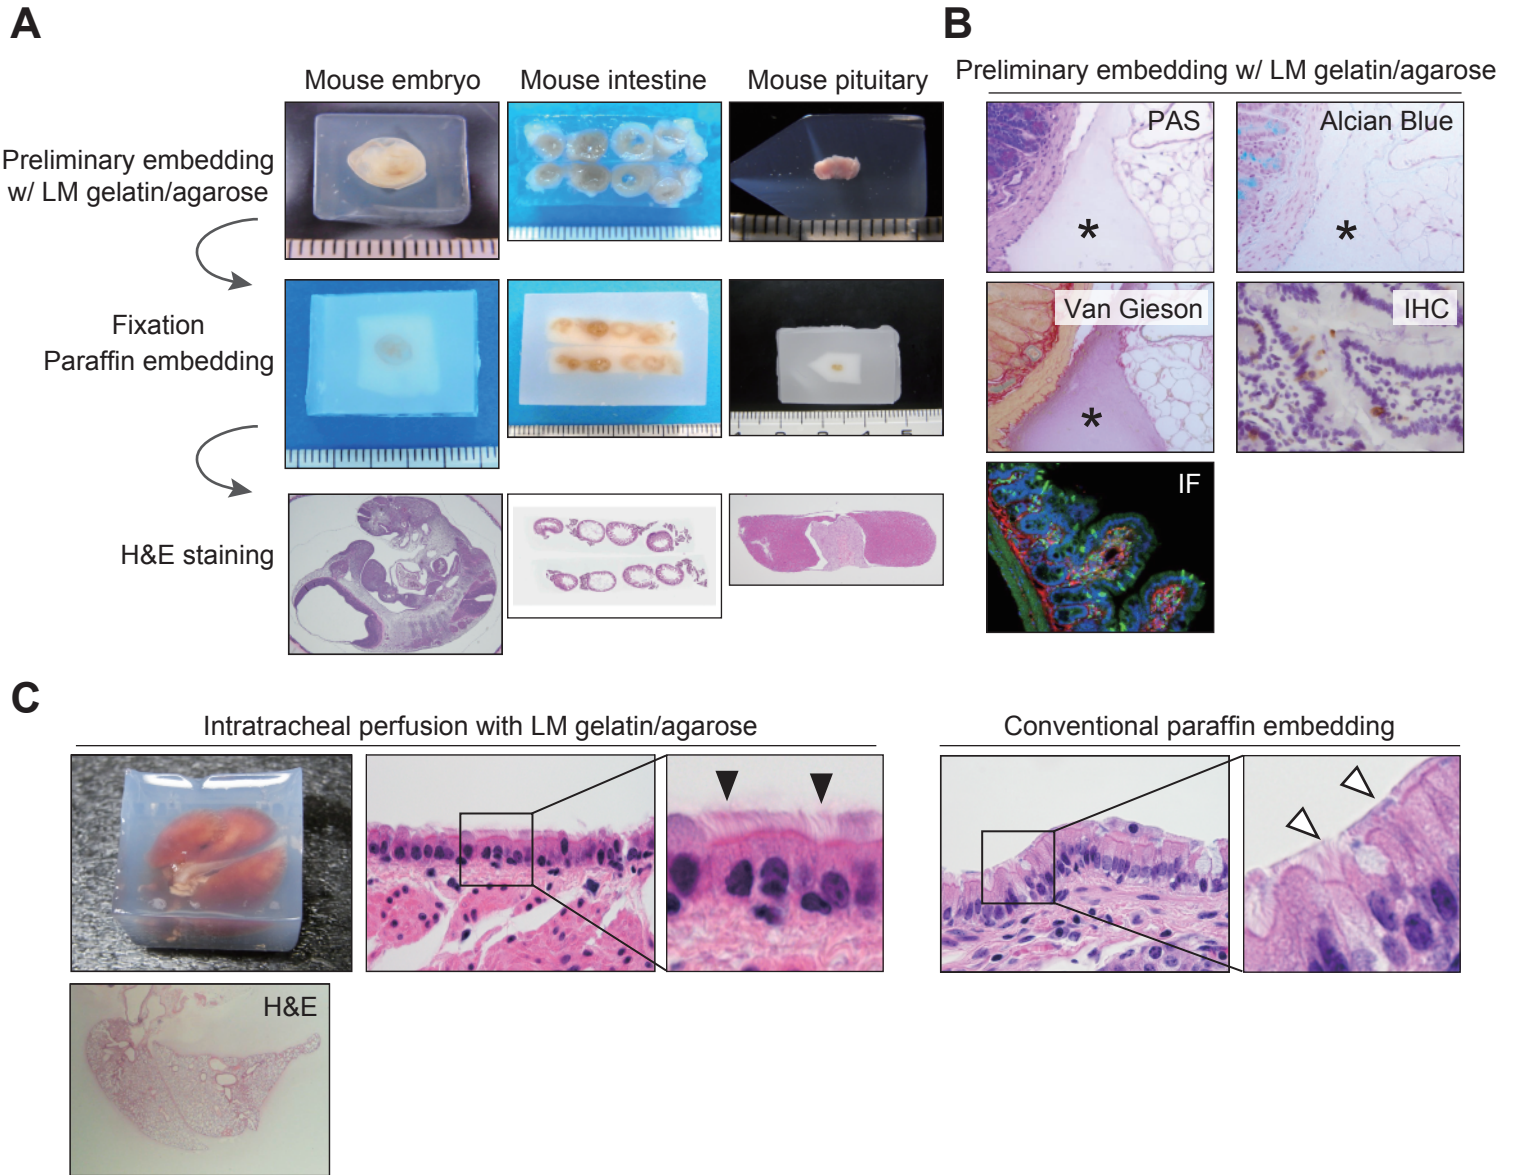 A
B
Mouse embryo
Mouse intestine
Mouse pituitary
Preliminary embedding
w/ LM gelatin/agarose
Fixation
Paraffin embedding
H&E staining
Preliminary embedding w/ LM gelatin/agarose
PAS
Alcian Blue
*
*
Van Gieson
IHC
*
IF
C
Intratracheal perfusion with LM gelatin/agarose
Conventional paraffin embedding
H&E